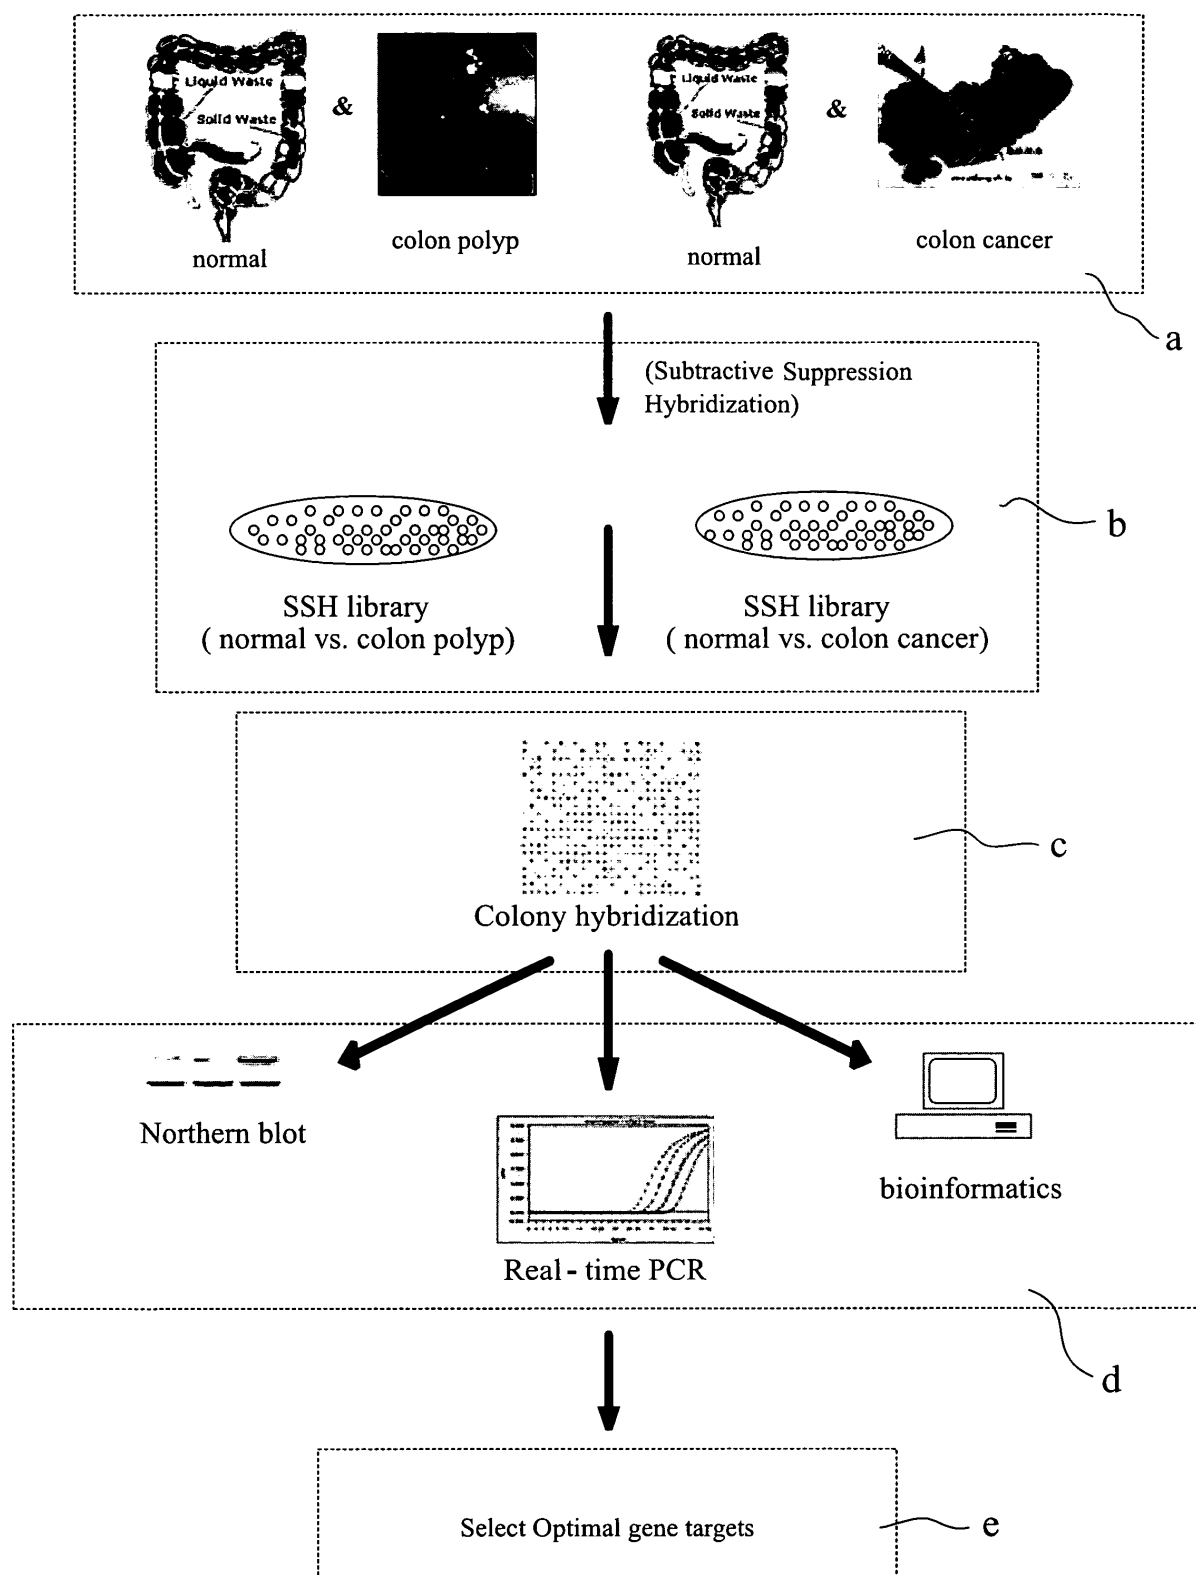 Liquid Waste
Solid Waste
&
normal
colon polyp
Liquid Waste
Solid Waste
&
normal
colon cancer
a
(Subtractive Suppression
Hybridization)
b
SSH library
( normal vs. colon polyp)
SSH library
( normal vs. colon cancer)
c
Colony hybridization
Northern blot
Real - time PCR
bioinformatics
d
Select Optimal gene targets
e